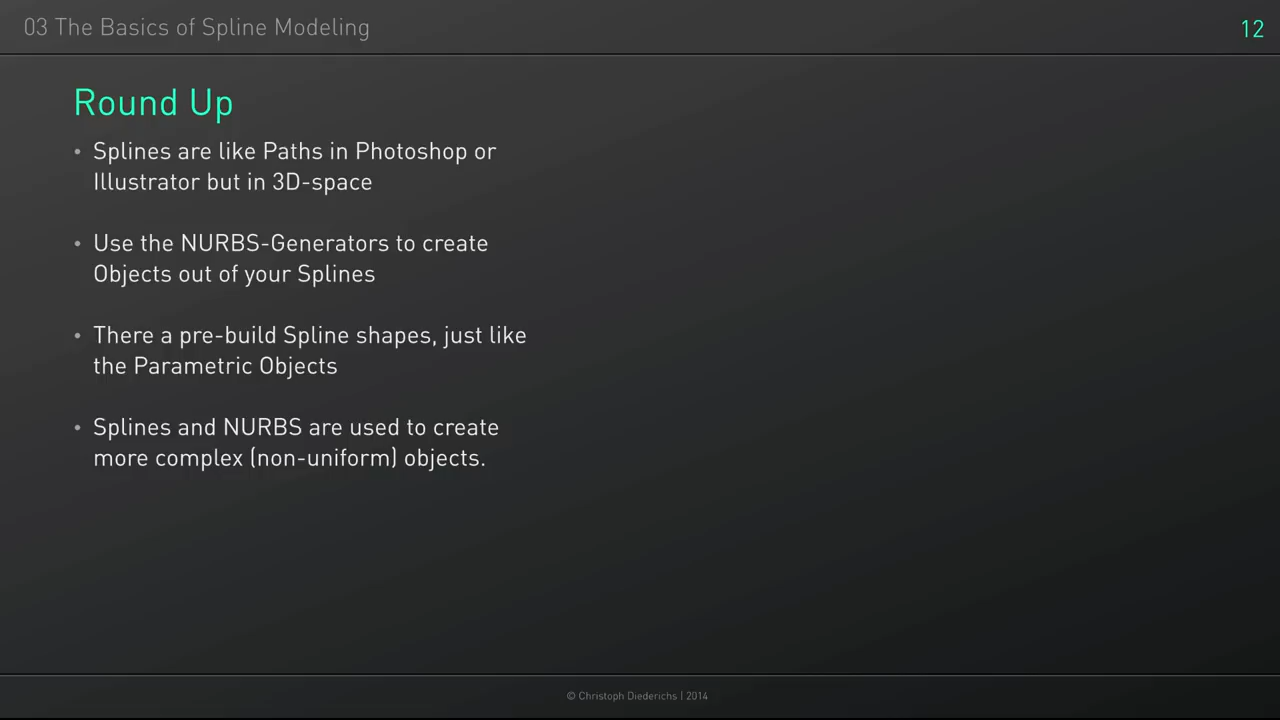 03 The Basics of Spline Modeling
12
Round Up
• Splines are like Paths in Photoshop or
Illustrator but in 3D-space
• Use the NURBS-Generators to create
Objects out of your Splines
• There a pre-build Spline shapes, just like
the Parametric Objects
• Splines and NURBS are used to create
more complex (non-uniform) objects.
© Christoph Diederichs | 2014